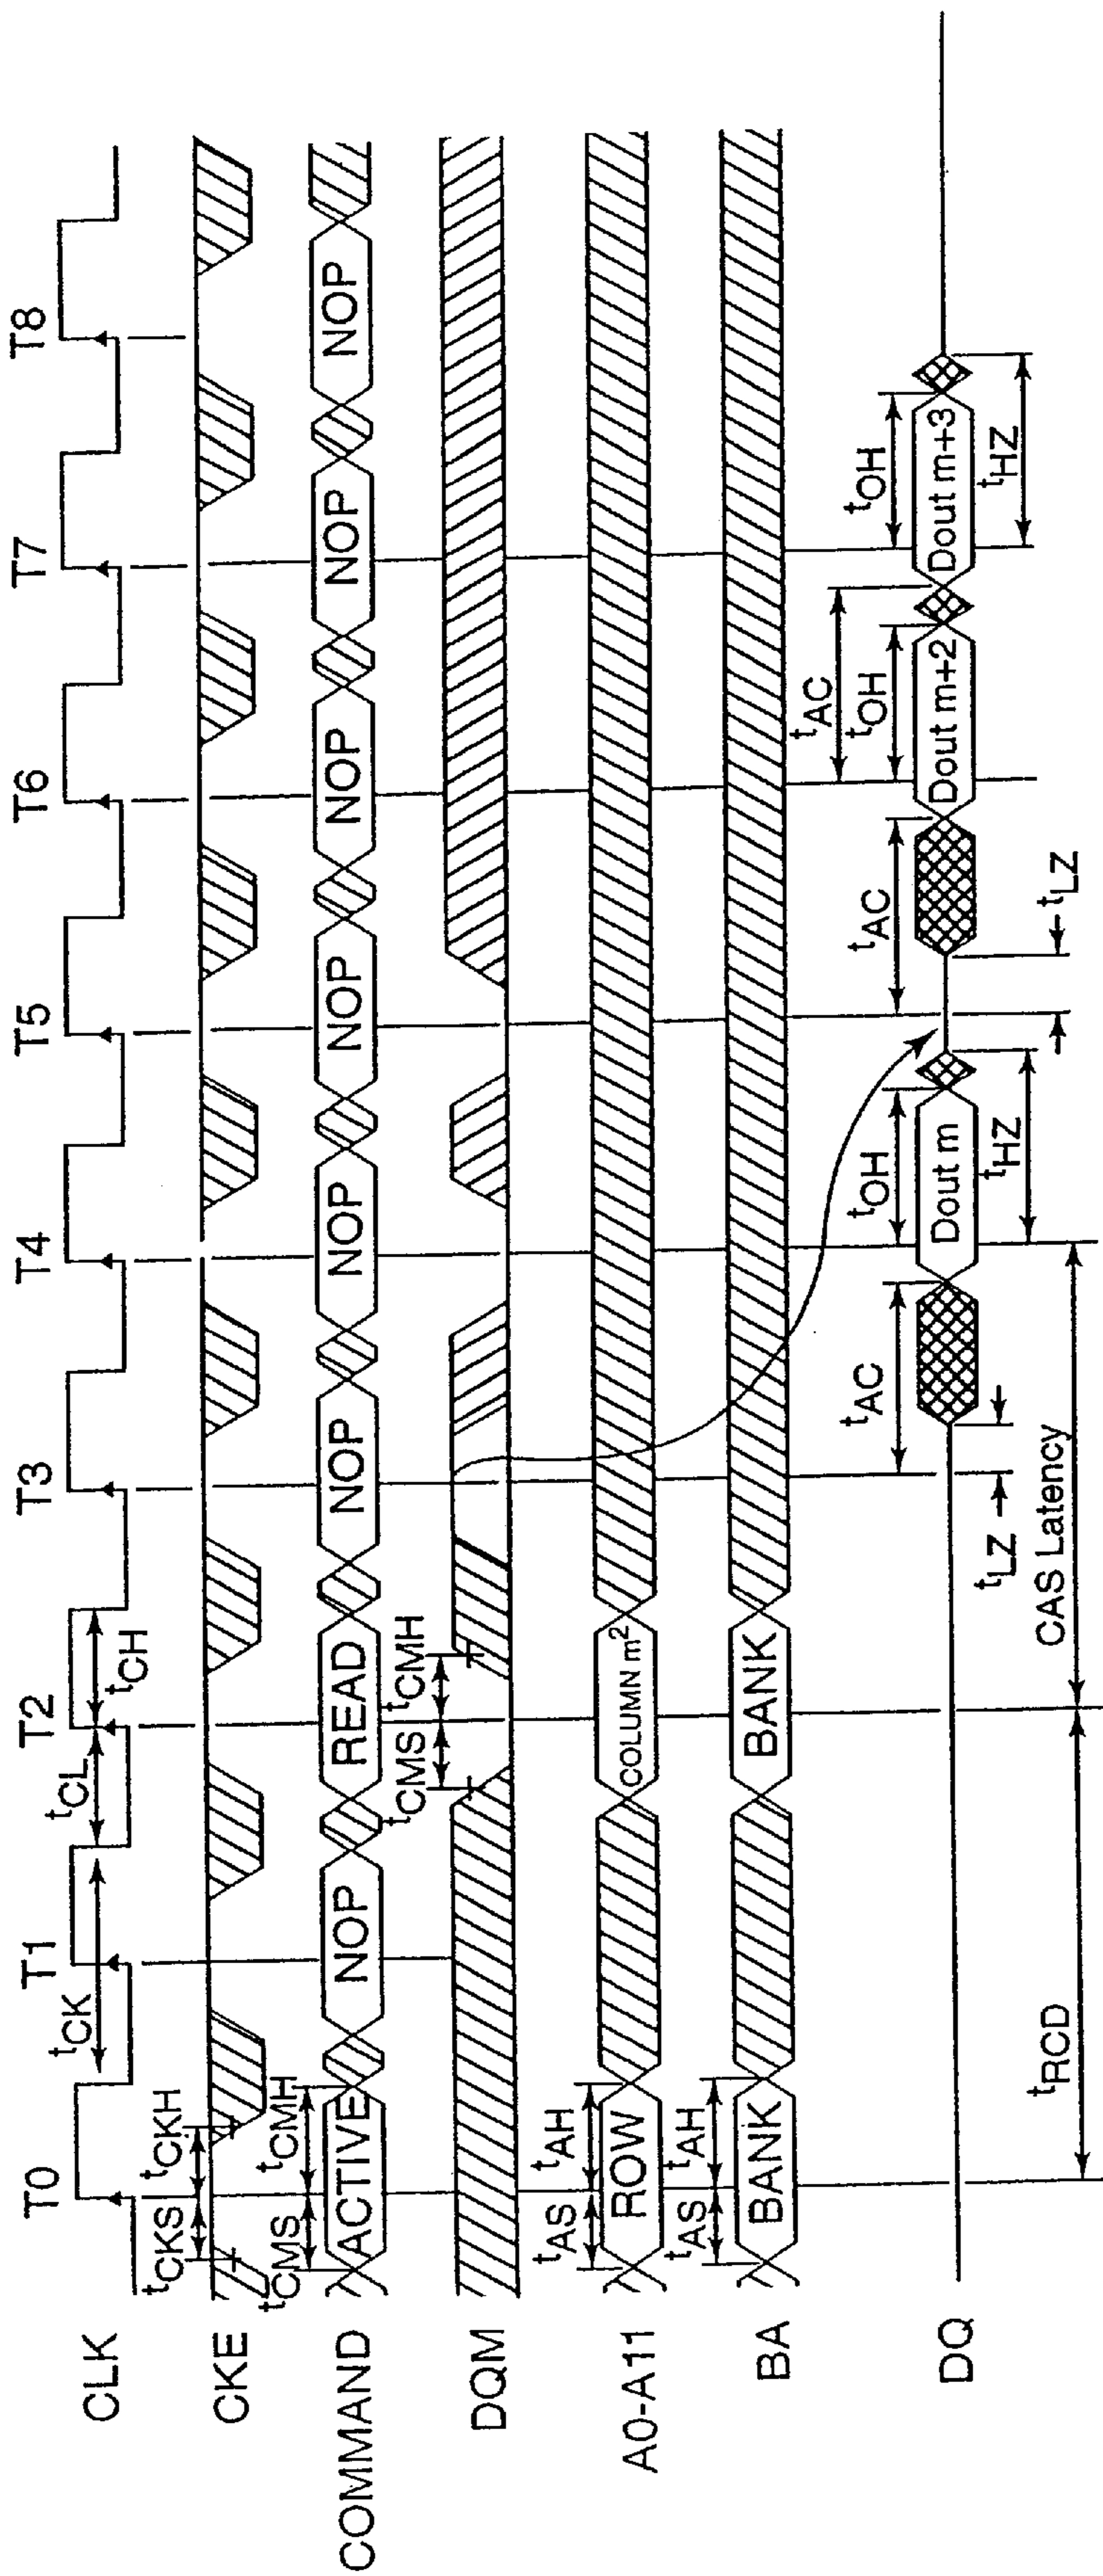 T0 T1 T2 T3 T4 T5 T6 T7 T8
CLK
tCK tCL tCH
CKE
tCKS tCKH
COMMAND
tCMS tCMH
ACTIVE NOP READ NOP NOP NOP NOP NOP NOP
DQM
tCMS tCMH
A0-A11
tAS tAH
ROW COLUMN m²
BA
tAS tAH
BANK BANK
DQ
tAC tOH tAC tAC tOH tOH
Dout m Dout m+2 Dout m+3
tLZ tHZ tLZ tHZ
tRCD CAS Latency